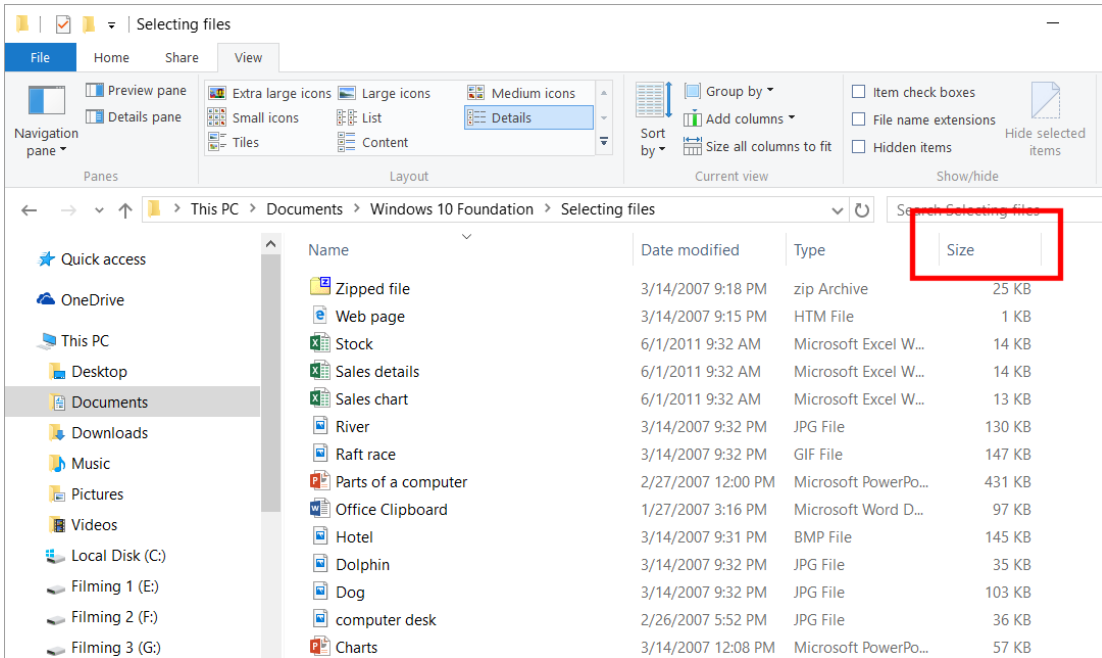 Selecting files
File Home Share View
Preview pane
Details pane
Navigation pane
Panes
Extra large icons Large icons Medium icons
Small icons List Details
Tiles Content
Layout
Sort by
Group by
Add columns
Size all columns to fit
Current view
Item check boxes
File name extensions
Hidden items
Hide selected items
Show/hide
This PC > Documents > Windows 10 Foundation > Selecting files
Search Selecting files
Quick access
OneDrive
This PC
Desktop
Documents
Downloads
Music
Pictures
Videos
Local Disk (C:)
Filming 1 (E:)
Filming 2 (F:)
Filming 3 (G:)
Name Date modified Type Size
Zipped file 3/14/2007 9:18 PM zip Archive 25 KB
Web page 3/14/2007 9:15 PM HTM File 1 KB
Stock 6/1/2011 9:32 AM Microsoft Excel W... 14 KB
Sales details 6/1/2011 9:32 AM Microsoft Excel W... 14 KB
Sales chart 6/1/2011 9:32 AM Microsoft Excel W... 13 KB
River 3/14/2007 9:32 PM JPG File 130 KB
Raft race 3/14/2007 9:32 PM GIF File 147 KB
Parts of a computer 2/27/2007 12:00 PM Microsoft PowerPo... 431 KB
Office Clipboard 1/27/2007 3:16 PM Microsoft Word D... 97 KB
Hotel 3/14/2007 9:31 PM BMP File 145 KB
Dolphin 3/14/2007 9:32 PM JPG File 35 KB
Dog 3/14/2007 9:32 PM JPG File 103 KB
computer desk 2/26/2007 5:52 PM JPG File 36 KB
Charts 3/14/2007 12:08 PM Microsoft PowerPo... 57 KB